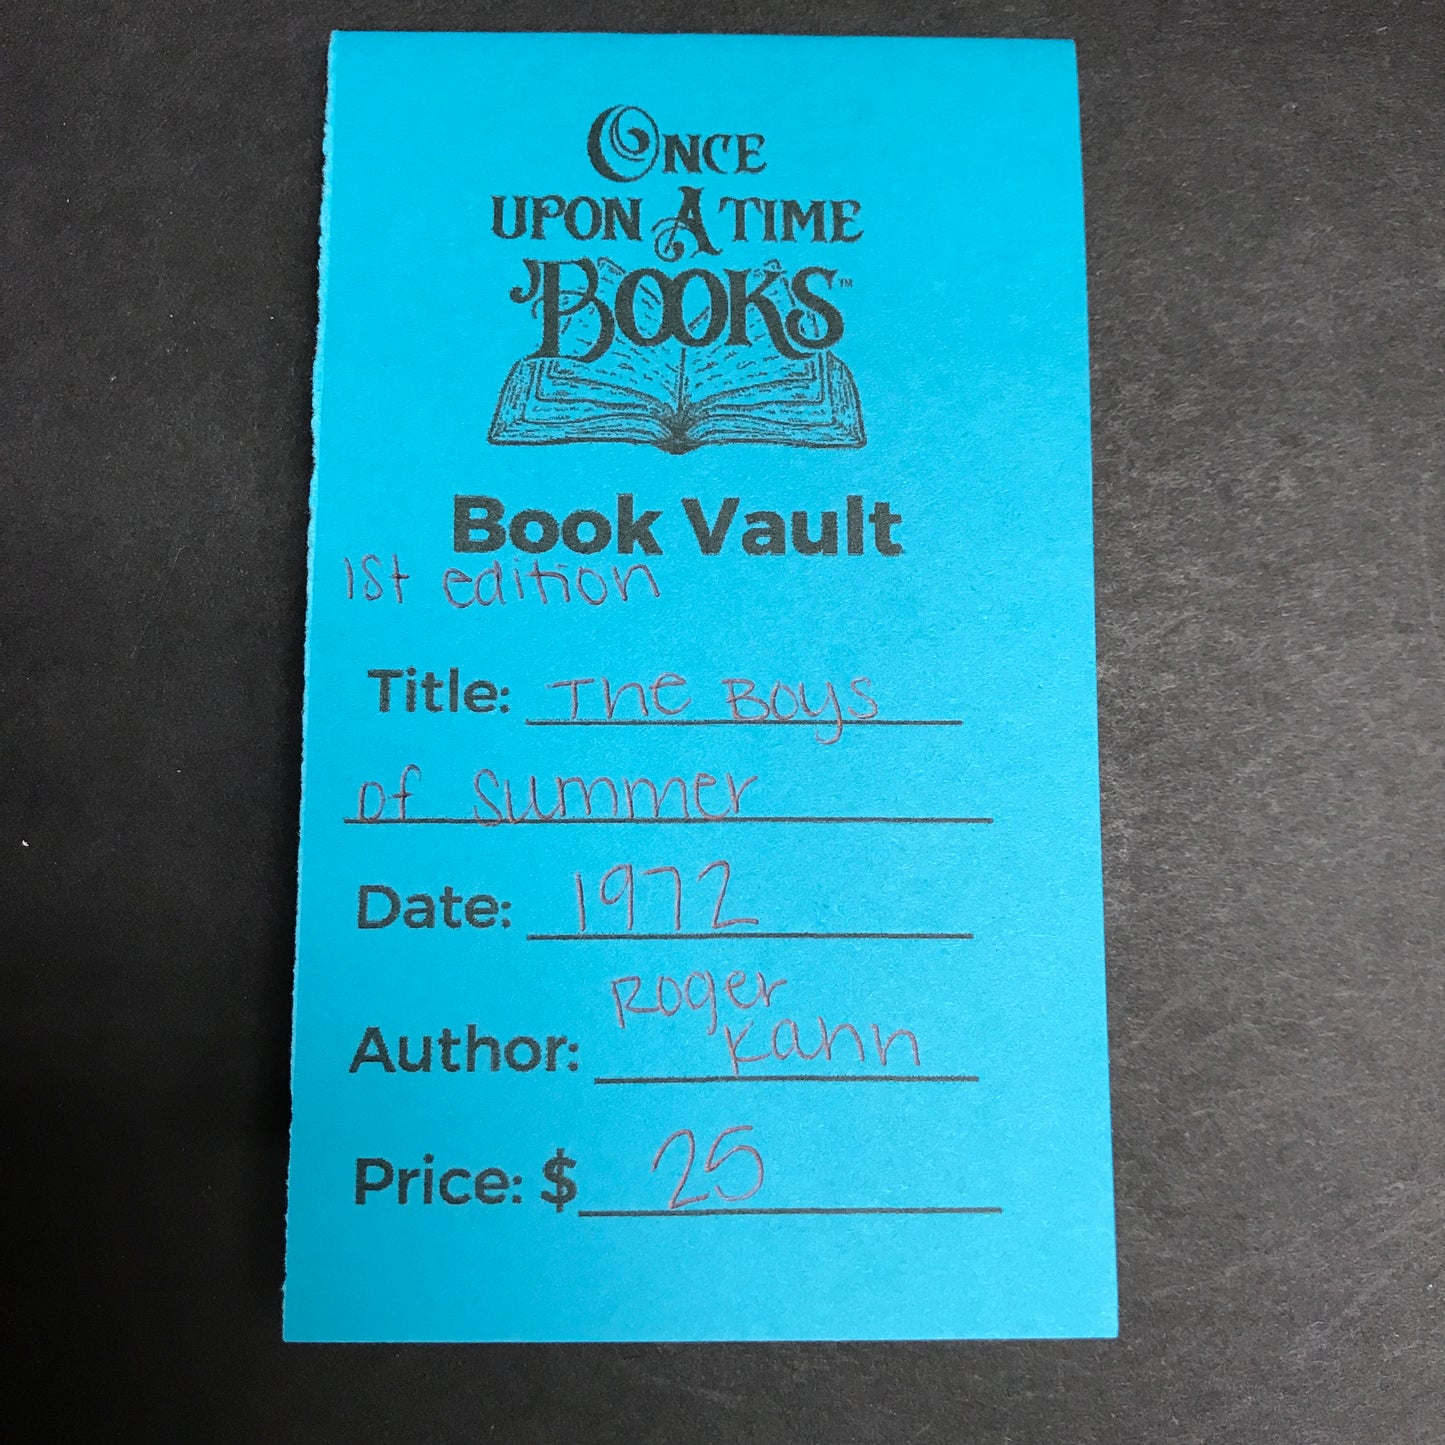 ONCE
UPON A TIME
BOOKS™
Book Vault
1st edition
Title: The Boys
of Summer
Date: 1972
Roger
Author: Kahn
Price: $ 25